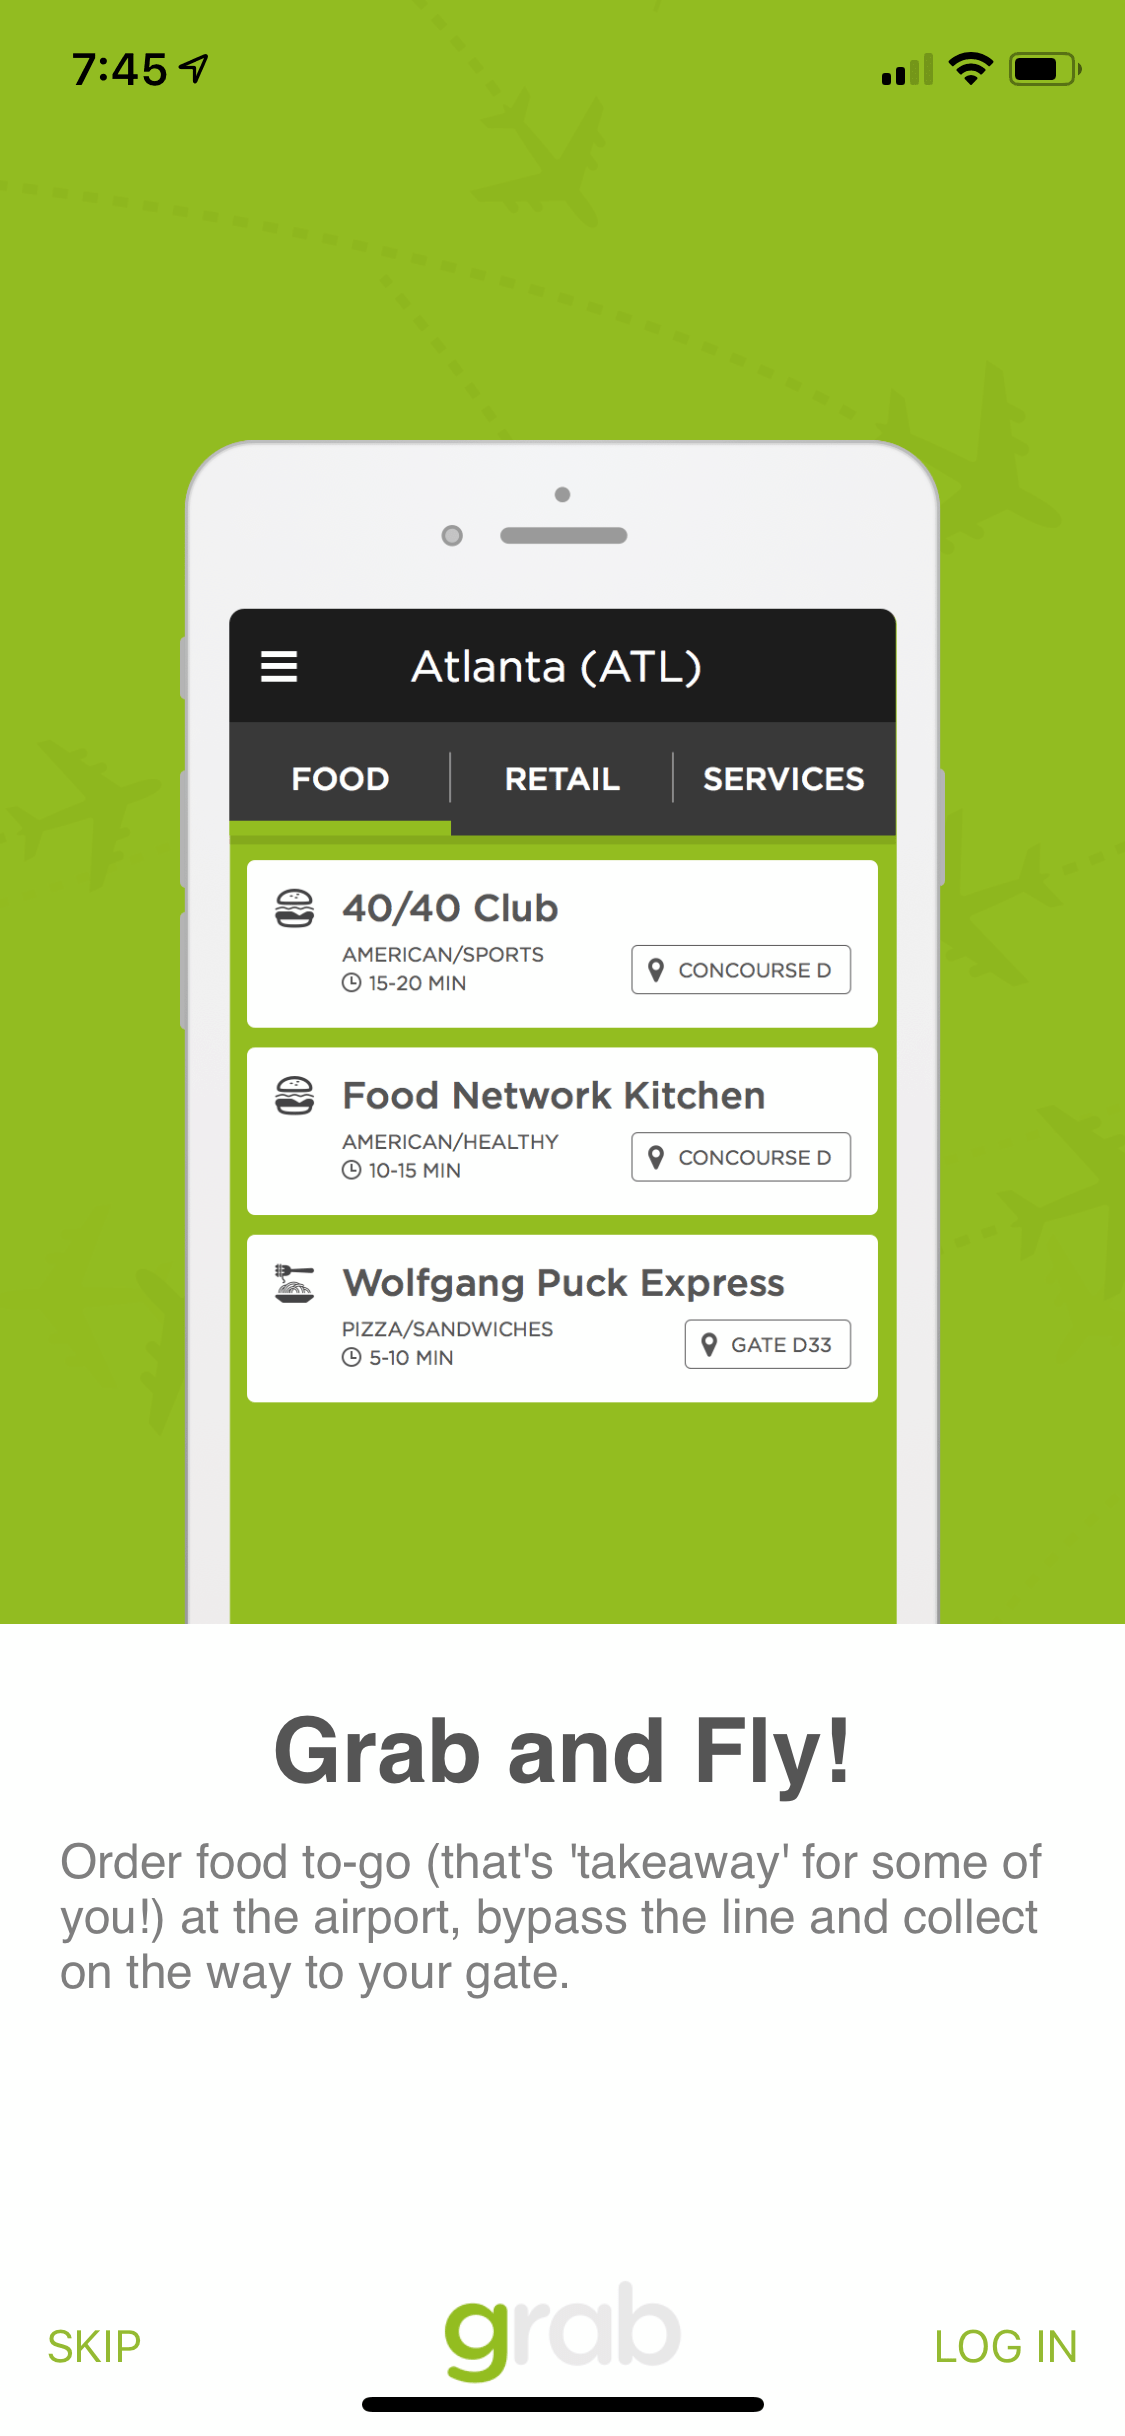 7:45
Atlanta (ATL)
FOOD
RETAIL
SERVICES
40/40 Club
AMERICAN/SPORTS
15-20 MIN
CONCOURSE D
Food Network Kitchen
AMERICAN/HEALTHY
10-15 MIN
CONCOURSE D
Wolfgang Puck Express
PIZZA/SANDWICHES
5-10 MIN
GATE D33
Grab and Fly!
Order food to-go (that's 'takeaway' for some of
you!) at the airport, bypass the line and collect
on the way to your gate.
SKIP
grab
LOG IN